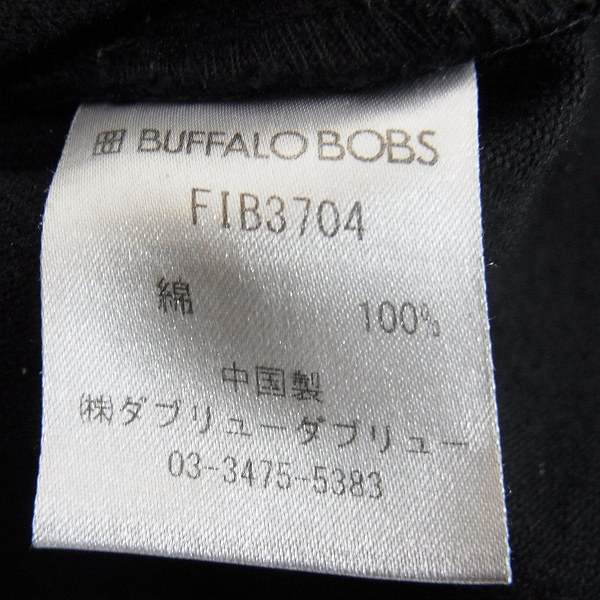 BUFFALO BOBS
FIB3704
綿 100%
中国製
(株)ダブリューダブリュー
03-3475-5383